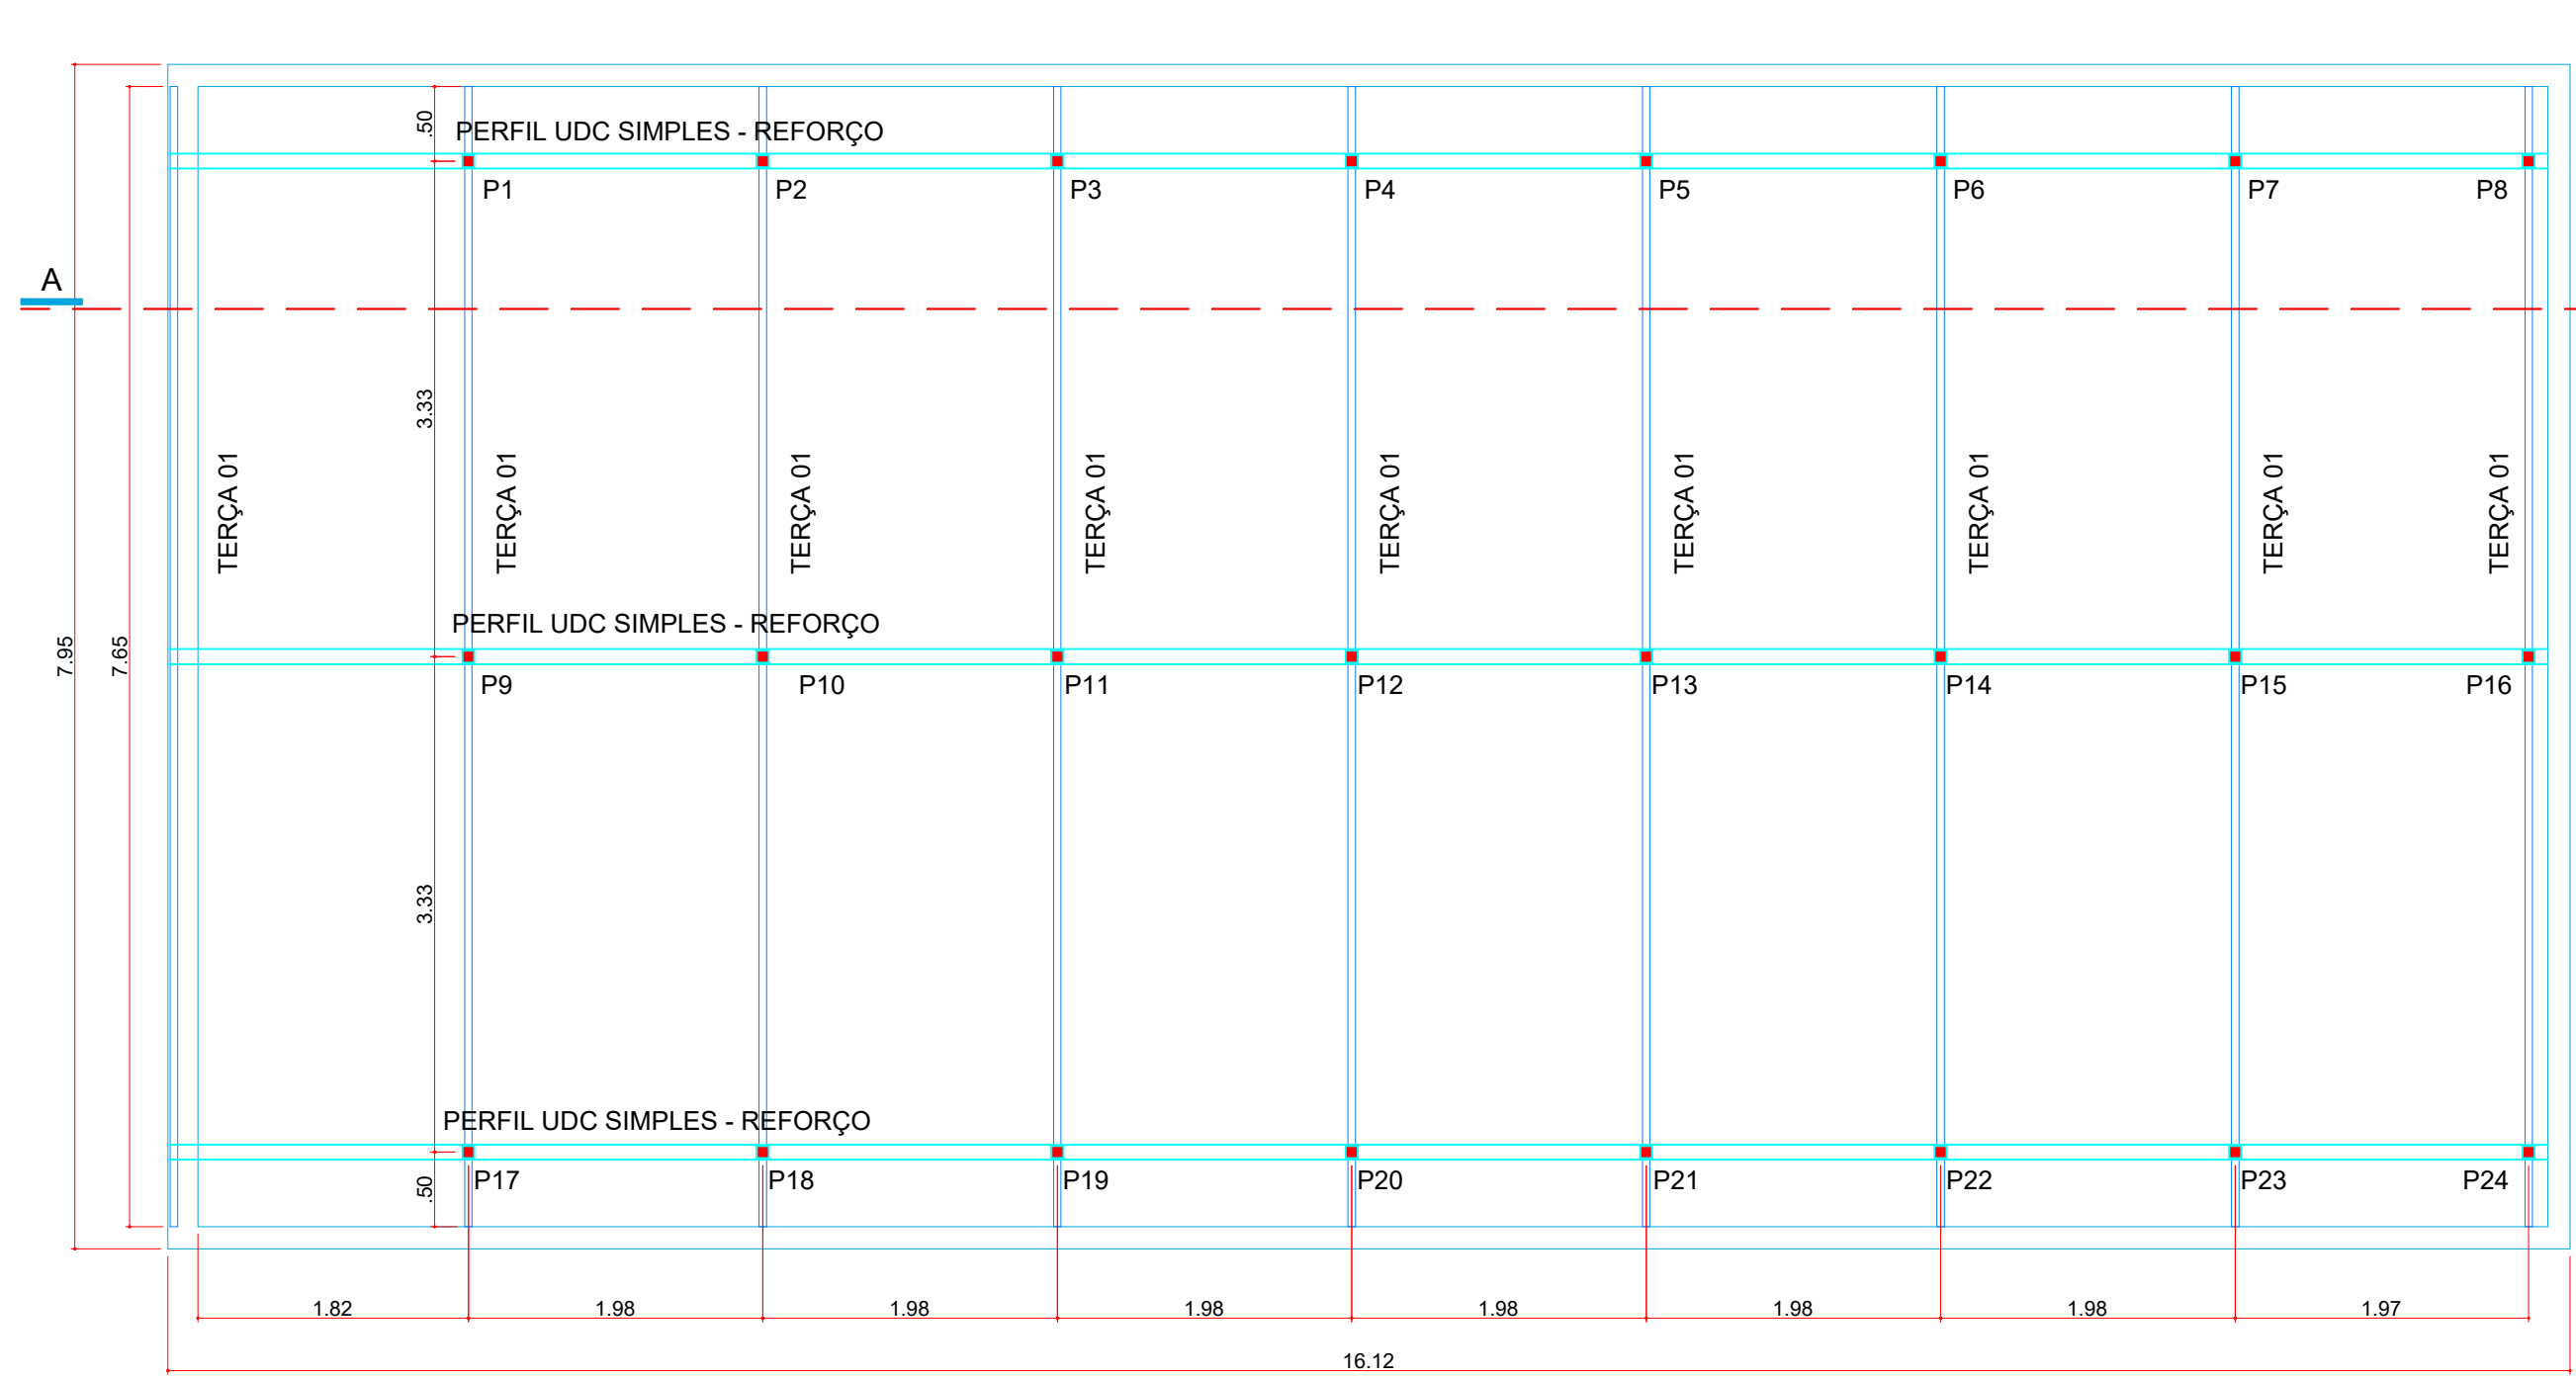 .50
PERFIL UDC SIMPLES - REFORÇO
P1
P2
P3
P4
P5
P6
P7
P8
A
3.33
TERÇA 01
TERÇA 01
TERÇA 01
TERÇA 01
TERÇA 01
TERÇA 01
TERÇA 01
TERÇA 01
TERÇA 01
7.95
7.65
PERFIL UDC SIMPLES - REFORÇO
P9
P10
P11
P12
P13
P14
P15
P16
3.33
PERFIL UDC SIMPLES - REFORÇO
.50
P17
P18
P19
P20
P21
P22
P23
P24
1.82
1.98
1.98
1.98
1.98
1.98
1.98
1.97
16.12